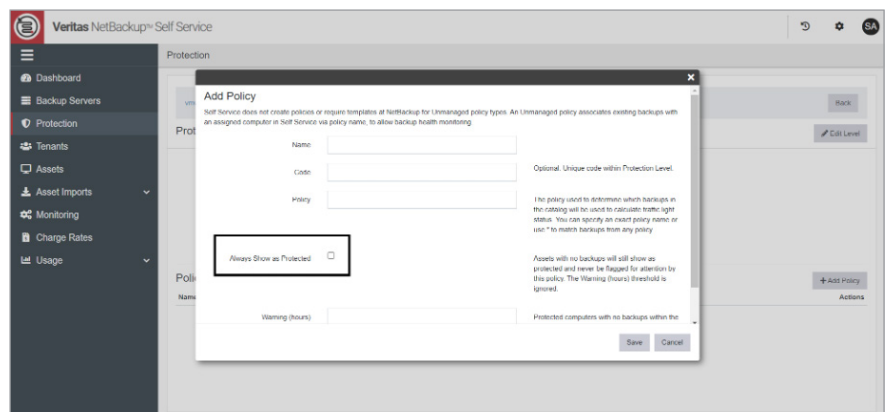 Veritas NetBackup™ Self Service
SA
Protection
Dashboard
Backup Servers
Protection
Tenants
Assets
Asset Imports
Monitoring
Charge Rates
Usage
Back
Edit Level
Add Policy
Self Service does not create policies or require templates at NetBackup for Unmanaged policy types. An Unmanaged policy associates existing backups with
an assigned computer in Self Service via policy name, to allow backup health monitoring.
Name
Code
Optional. Unique code within Protection Level.
Policy
The policy used to determine which backups in
the catalog will be used to calculate traffic light
status. You can specify an exact policy name or
use * to match backups from any policy
Always Show as Protected
Assets with no backups will still show as
protected and never be flagged for attention by
this policy. The Warning (hours) threshold is
ignored.
Warning (hours)
Protected computers with no backups within the
Save
Cancel
+ Add Policy
Actions